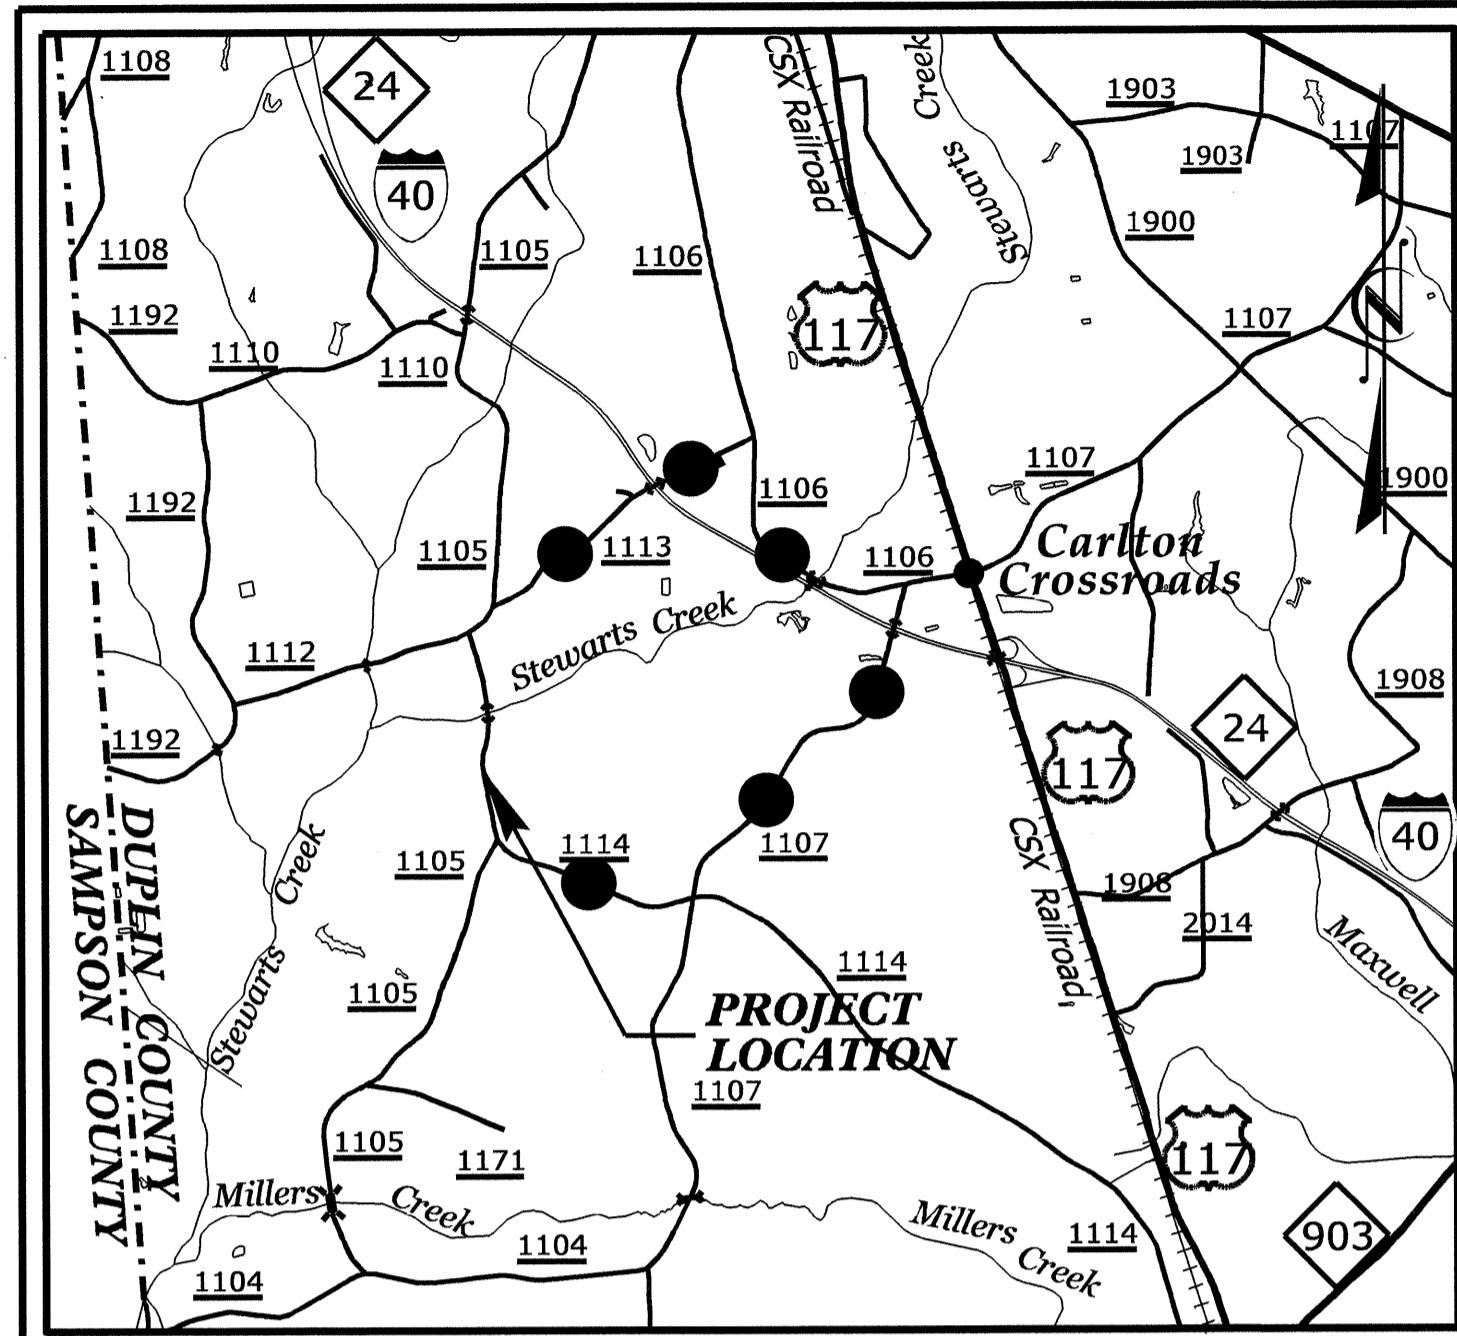 1108
24
CSX Railroad
Creek
1903
1107
1903
40
Stewarts
1900
1108
1105
1106
1192
117
1107
1110
1110
1107
1900
1192
1106
1105
1113
1106
Carlton
Crossroads
Stewarts Creek
1112
1908
1192
24
117
DUPLIN COUNTY
SAMPSON COUNTY
40
1114
1107
1105
Creek
CSX Railroad
1908
2014
Maxwell
Stewarts
1114
1105
PROJECT
LOCATION
1107
1105
1171
117
Millers Creek
Millers Creek
1114
903
1104
1104
N